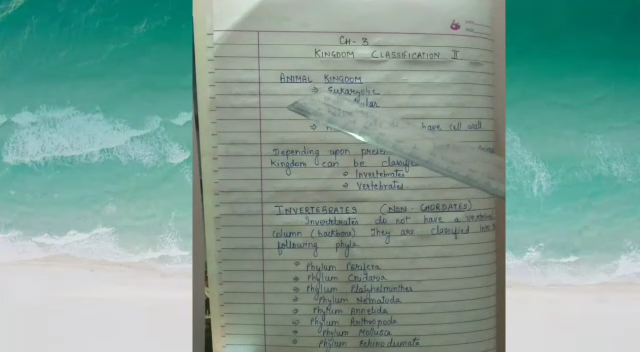 CH - 3
KINGDOM CLASSIFICATION II
ANIMAL KINGDOM
⇒ Eukaryotic
⇒ have cell wall
Depending upon
Kingdom can be
→ Invertebrates
→ Vertebrates
INVERTEBRATES (NON-CHORDATES)
Invertebrates do not have a
column (backbone) They are classified into
following phyla
→ Phylum Porifera
→ Phylum Cnidaria
→ Phylum Platyhelminthes
→ Phylum Nematoda
→ Phylum Annelida
→ Phylum Arthropoda
→ Phylum Mollusca
→ Phylum Echinodermata